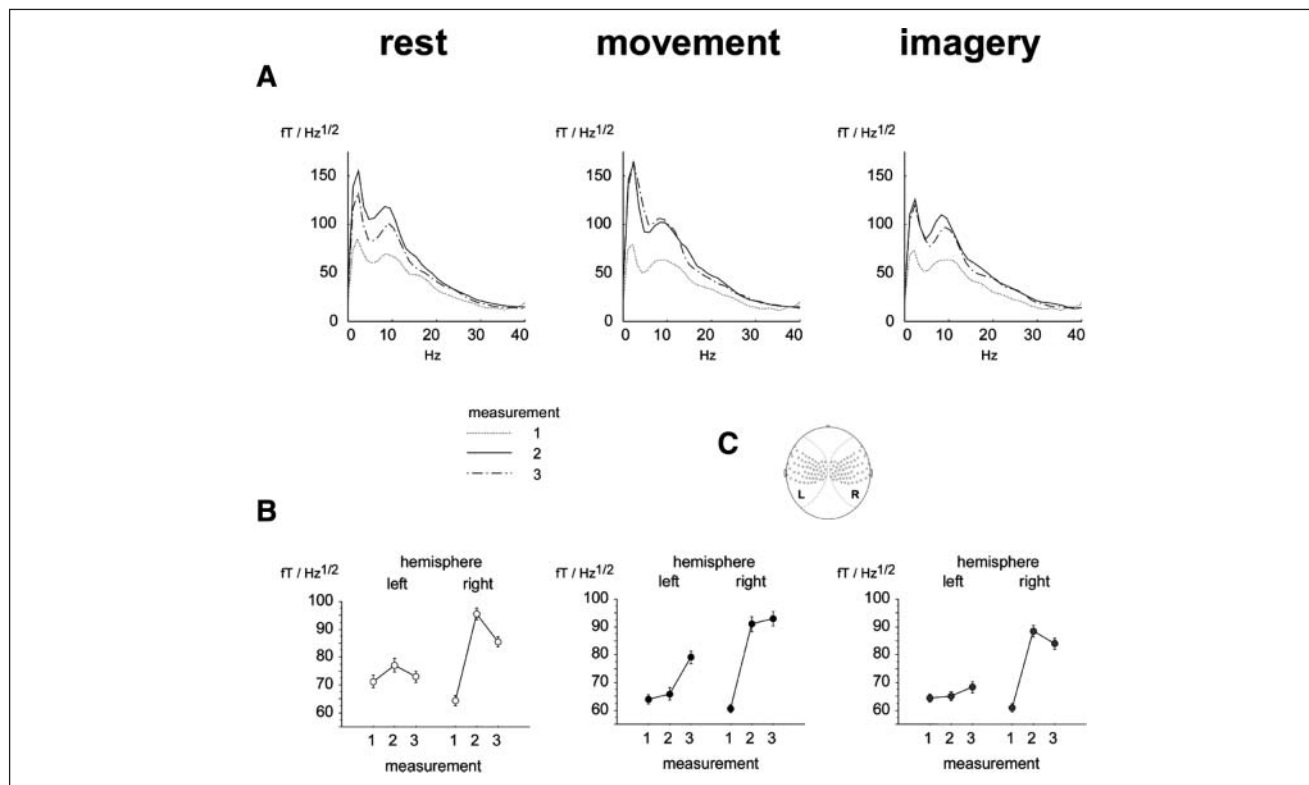 rest movement imagery
A
fT / Hz1/2 fT / Hz1/2 fT / Hz1/2
150 150 150
100 100 100
50 50 50
0 0 0
0 10 20 30 40 0 10 20 30 40 0 10 20 30 40
Hz Hz Hz
measurement
1
2
3
C
L R
B
hemisphere hemisphere hemisphere
fT / Hz1/2 left right fT / Hz1/2 left right fT / Hz1/2 left right
100 100 100
90 90 90
80 80 80
70 70 70
60 60 60
1 2 3 1 2 3 1 2 3 1 2 3 1 2 3 1 2 3
measurement measurement measurement